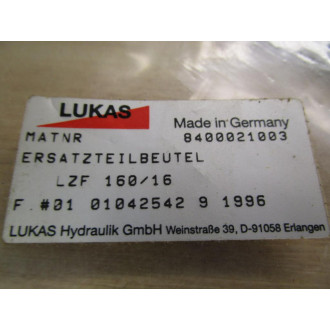 LUKAS
Made in Germany
MATNR 8400021003
ERSATZTEILBEUTEL
LZF 160/16
F.#01 01042542 9 1996
LUKAS Hydraulik GmbH Weinstraße 39, D-91058 Erlangen